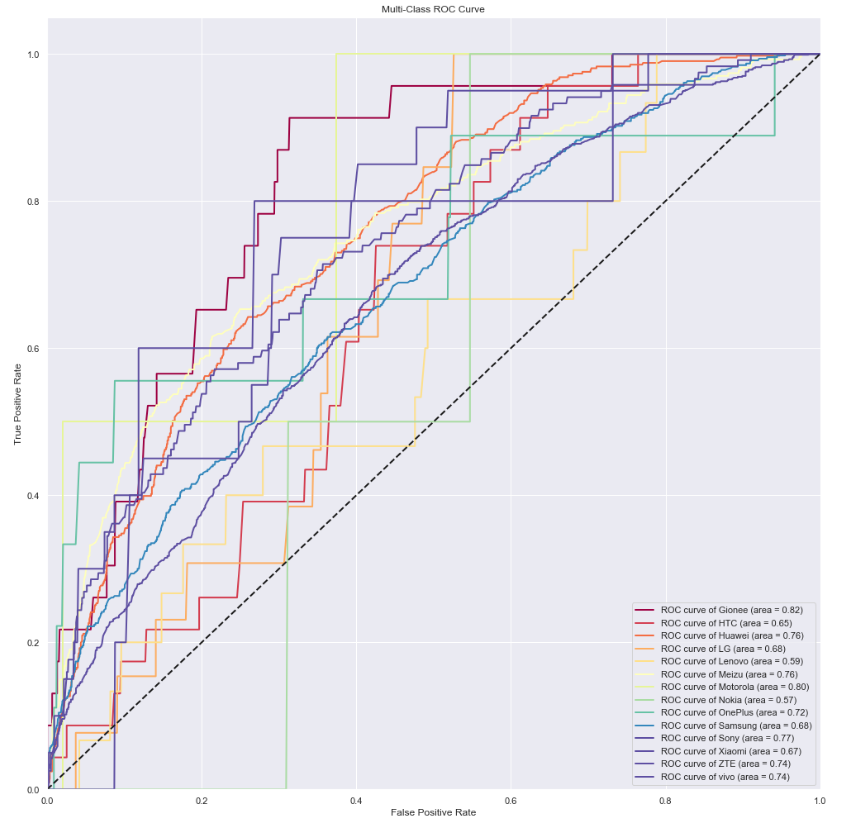 Multi-Class ROC Curve
1.0
0.8
0.6
0.4
0.2
0.0
True Positive Rate
ROC curve of Gionee (area = 0.82)
ROC curve of HTC (area = 0.65)
ROC curve of Huawei (area = 0.76)
ROC curve of LG (area = 0.68)
ROC curve of Lenovo (area = 0.59)
ROC curve of Meizu (area = 0.76)
ROC curve of Motorola (area = 0.80)
ROC curve of Nokia (area = 0.57)
ROC curve of OnePlus (area = 0.72)
ROC curve of Samsung (area = 0.68)
ROC curve of Sony (area = 0.77)
ROC curve of Xiaomi (area = 0.67)
ROC curve of ZTE (area = 0.74)
ROC curve of vivo (area = 0.74)
0.0 0.2 0.4 0.6 0.8 1.0
False Positive Rate